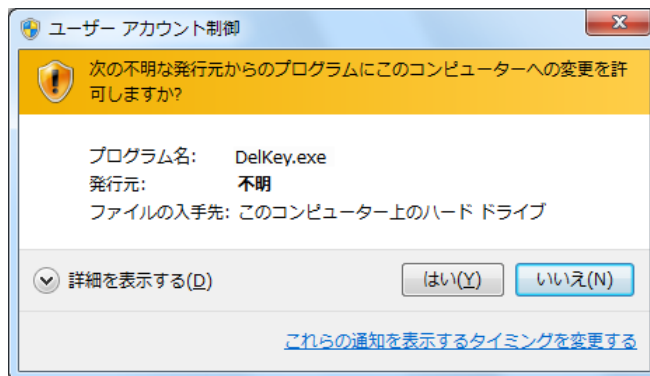 ユーザー アカウント制御
次の不明な発行元からのプログラムにこのコンピューターへの変更を許
可しますか?
プログラム名: DelKey.exe
発行元: 不明
ファイルの入手先: このコンピューター上のハード ドライブ
詳細を表示する(D) はい(Y) いいえ(N)
これらの通知を表示するタイミングを変更する